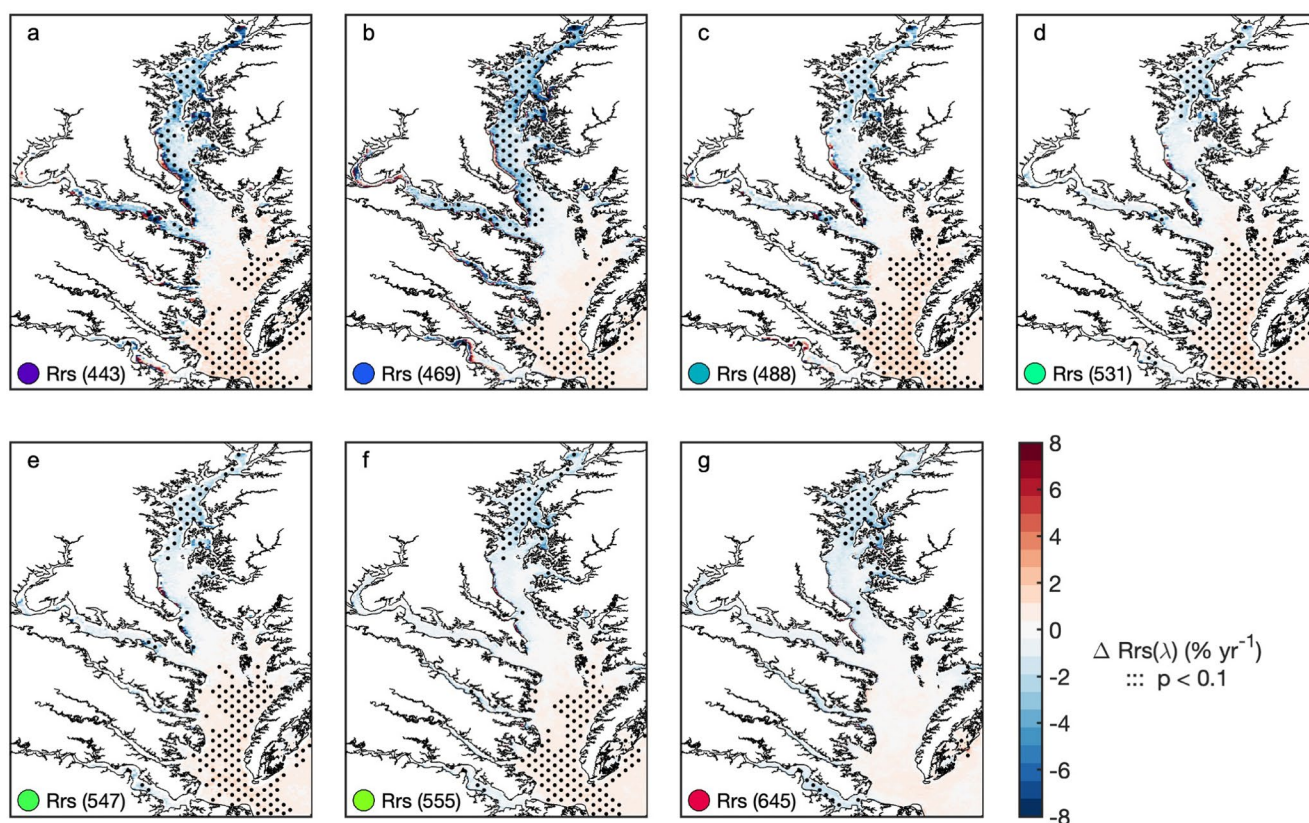 a
b
c
d
Rrs (443)
Rrs (469)
Rrs (488)
Rrs (531)
e
f
g
Rrs (547)
Rrs (555)
Rrs (645)
8
6
4
2
0
-2
-4
-6
-8
Δ Rrs(λ) (% yr⁻¹)
::: p < 0.1